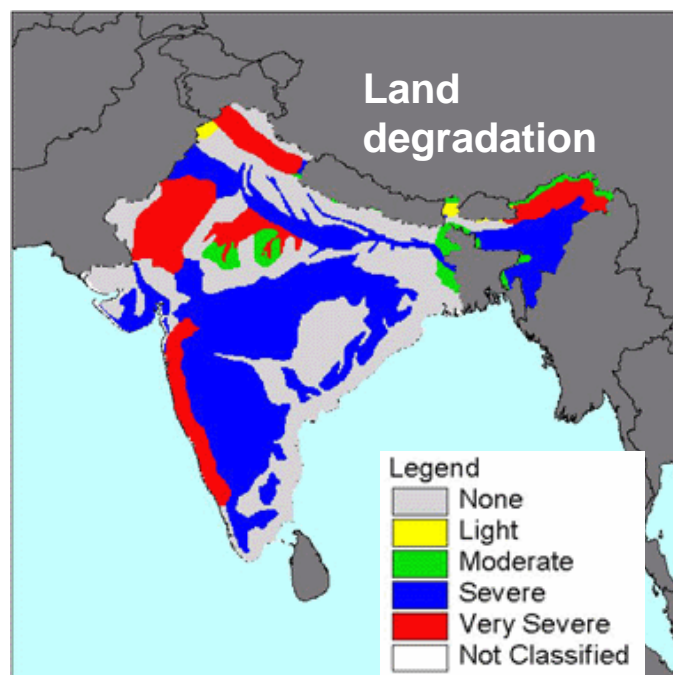 Land
degradation
Legend
None
Light
Moderate
Severe
Very Severe
Not Classified